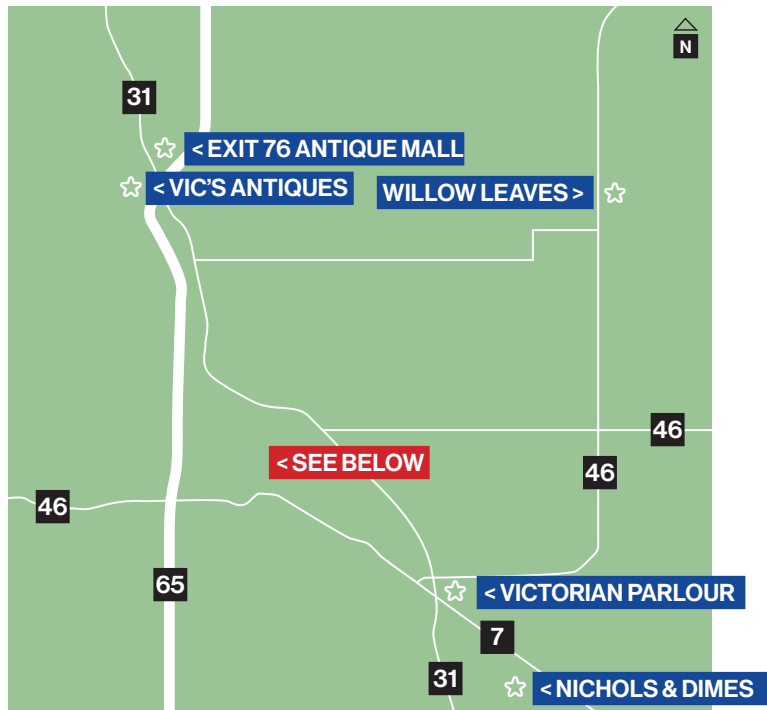 N
31
< EXIT 76 ANTIQUE MALL
< VIC'S ANTIQUES
WILLOW LEAVES >
46
< SEE BELOW
46
46
65
< VICTORIAN PARLOUR
7
31
< NICHOLS & DIMES